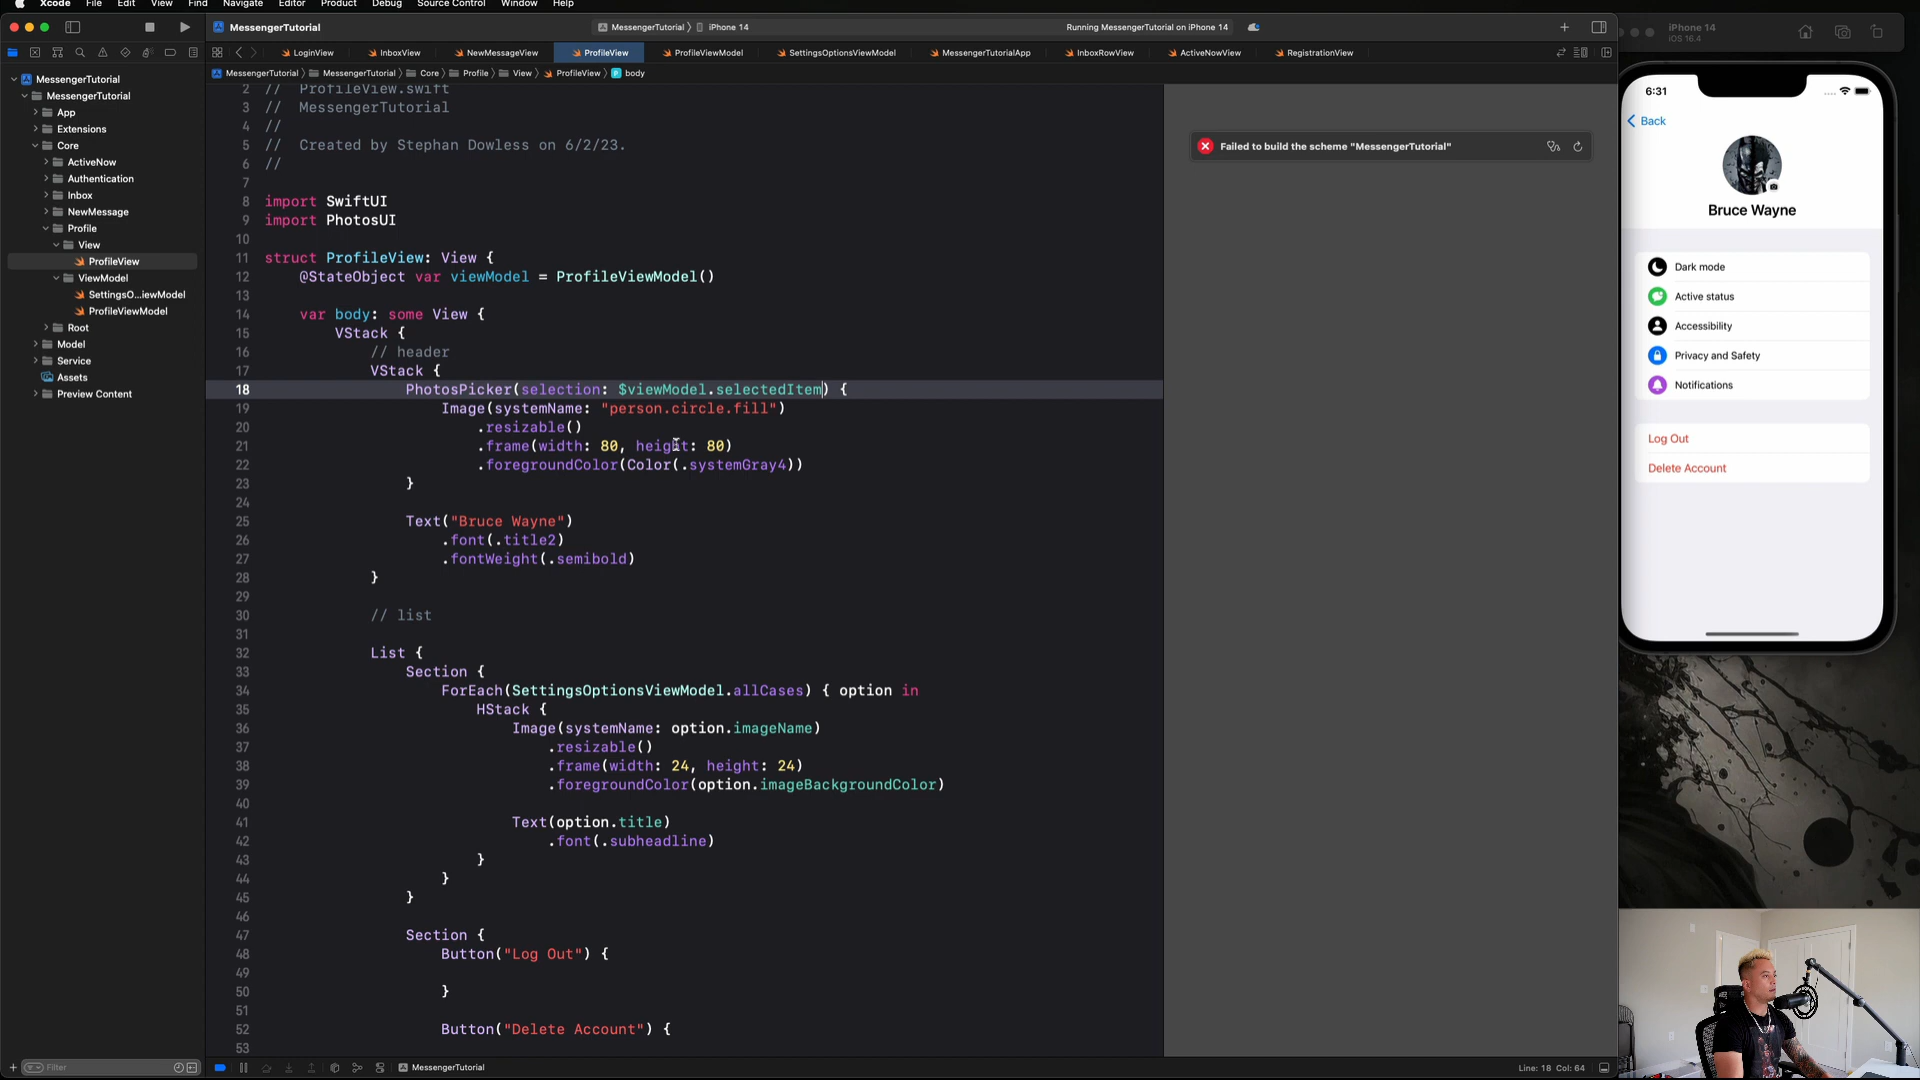 Xcode File Edit View Find Navigate Editor Product Debug Source Control Window Help
MessengerTutorial
MessengerTutorial 〉 iPhone 14
Running MessengerTutorial on iPhone 14
LoginView InboxView NewMessageView ProfileView ProfileViewModel SettingsOptionsViewModel MessengerTutorialApp InboxRowView ActiveNowView RegistrationView
MessengerTutorial 〉 MessengerTutorial 〉 Core 〉 Profile 〉 View 〉 ProfileView 〉 body
MessengerTutorial
MessengerTutorial
App
Extensions
Core
ActiveNow
Authentication
Inbox
NewMessage
Profile
View
ProfileView
ViewModel
SettingsO...iewModel
ProfileViewModel
Root
Model
Service
Assets
Preview Content
Filter
2 //  ProfileView.swift
3 //  MessengerTutorial
4 //
5 //  Created by Stephan Dowless on 6/2/23.
6 //
7
8 import SwiftUI
9 import PhotosUI
10
11 struct ProfileView: View {
12 @StateObject var viewModel = ProfileViewModel()
13
14 var body: some View {
15 VStack {
16 // header
17 VStack {
18 PhotosPicker(selection: $viewModel.selectedItem) {
19 Image(systemName: "person.circle.fill")
20 .resizable()
21 .frame(width: 80, height: 80)
22 .foregroundColor(Color(.systemGray4))
23 }
24
25 Text("Bruce Wayne")
26 .font(.title2)
27 .fontWeight(.semibold)
28 }
29
30 // list
31
32 List {
33 Section {
34 ForEach(SettingsOptionsViewModel.allCases) { option in
35 HStack {
36 Image(systemName: option.imageName)
37 .resizable()
38 .frame(width: 24, height: 24)
39 .foregroundColor(option.imageBackgroundColor)
40
41 Text(option.title)
42 .font(.subheadline)
43 }
44 }
45 }
46
47 Section {
48 Button("Log Out") {
49
50 }
51
52 Button("Delete Account") {
53
MessengerTutorial
Failed to build the scheme "MessengerTutorial"
Line: 18 Col: 64
iPhone 14
iOS 16.4
6:31
Back
Bruce Wayne
Dark mode
Active status
Accessibility
Privacy and Safety
Notifications
Log Out
Delete Account